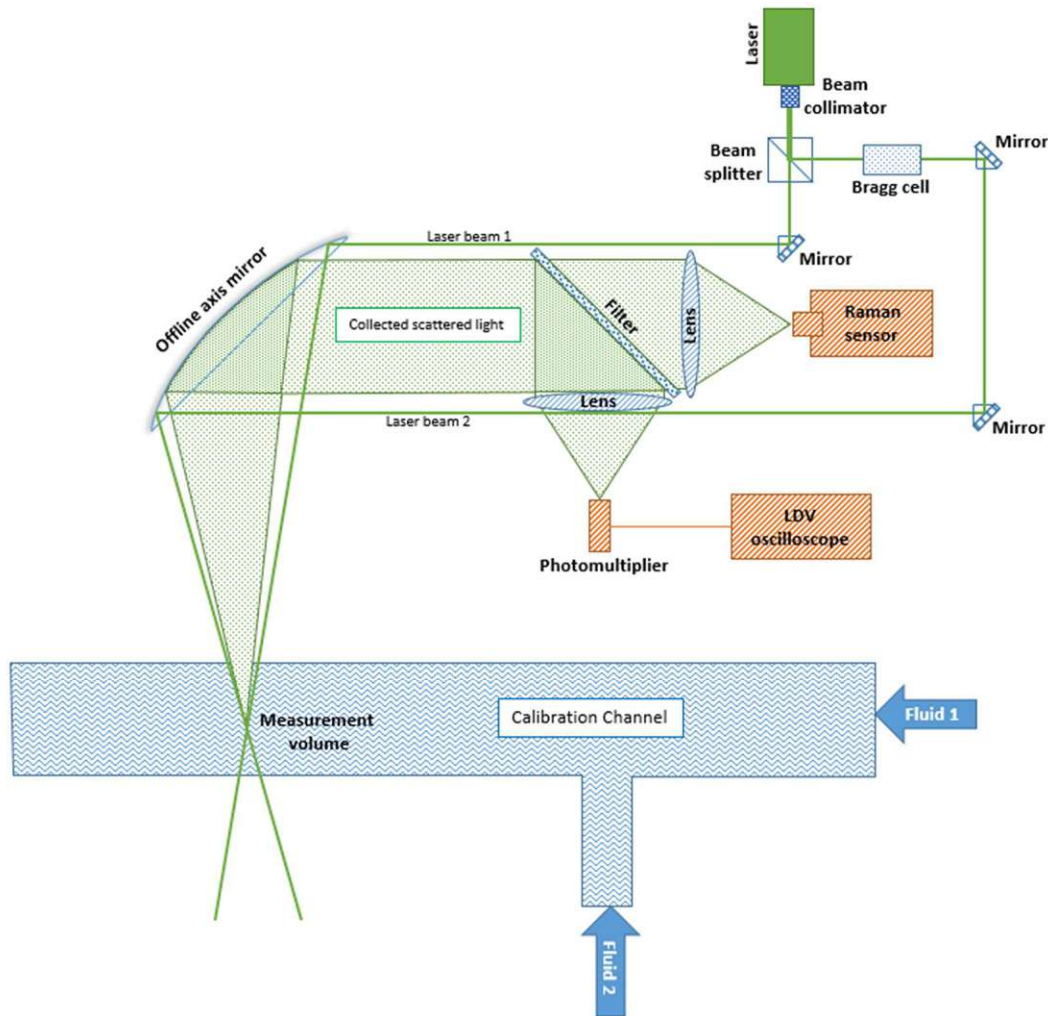 Laser
Beam
collimator
Beam
splitter
Bragg cell
Mirror
Mirror
Laser beam 1
Offline axis mirror
Collected scattered light
Filter
Lens
Raman
sensor
Lens
Laser beam 2
Mirror
Photomultiplier
LDV
oscilloscope
Measurement
volume
Calibration Channel
Fluid 1
Fluid 2